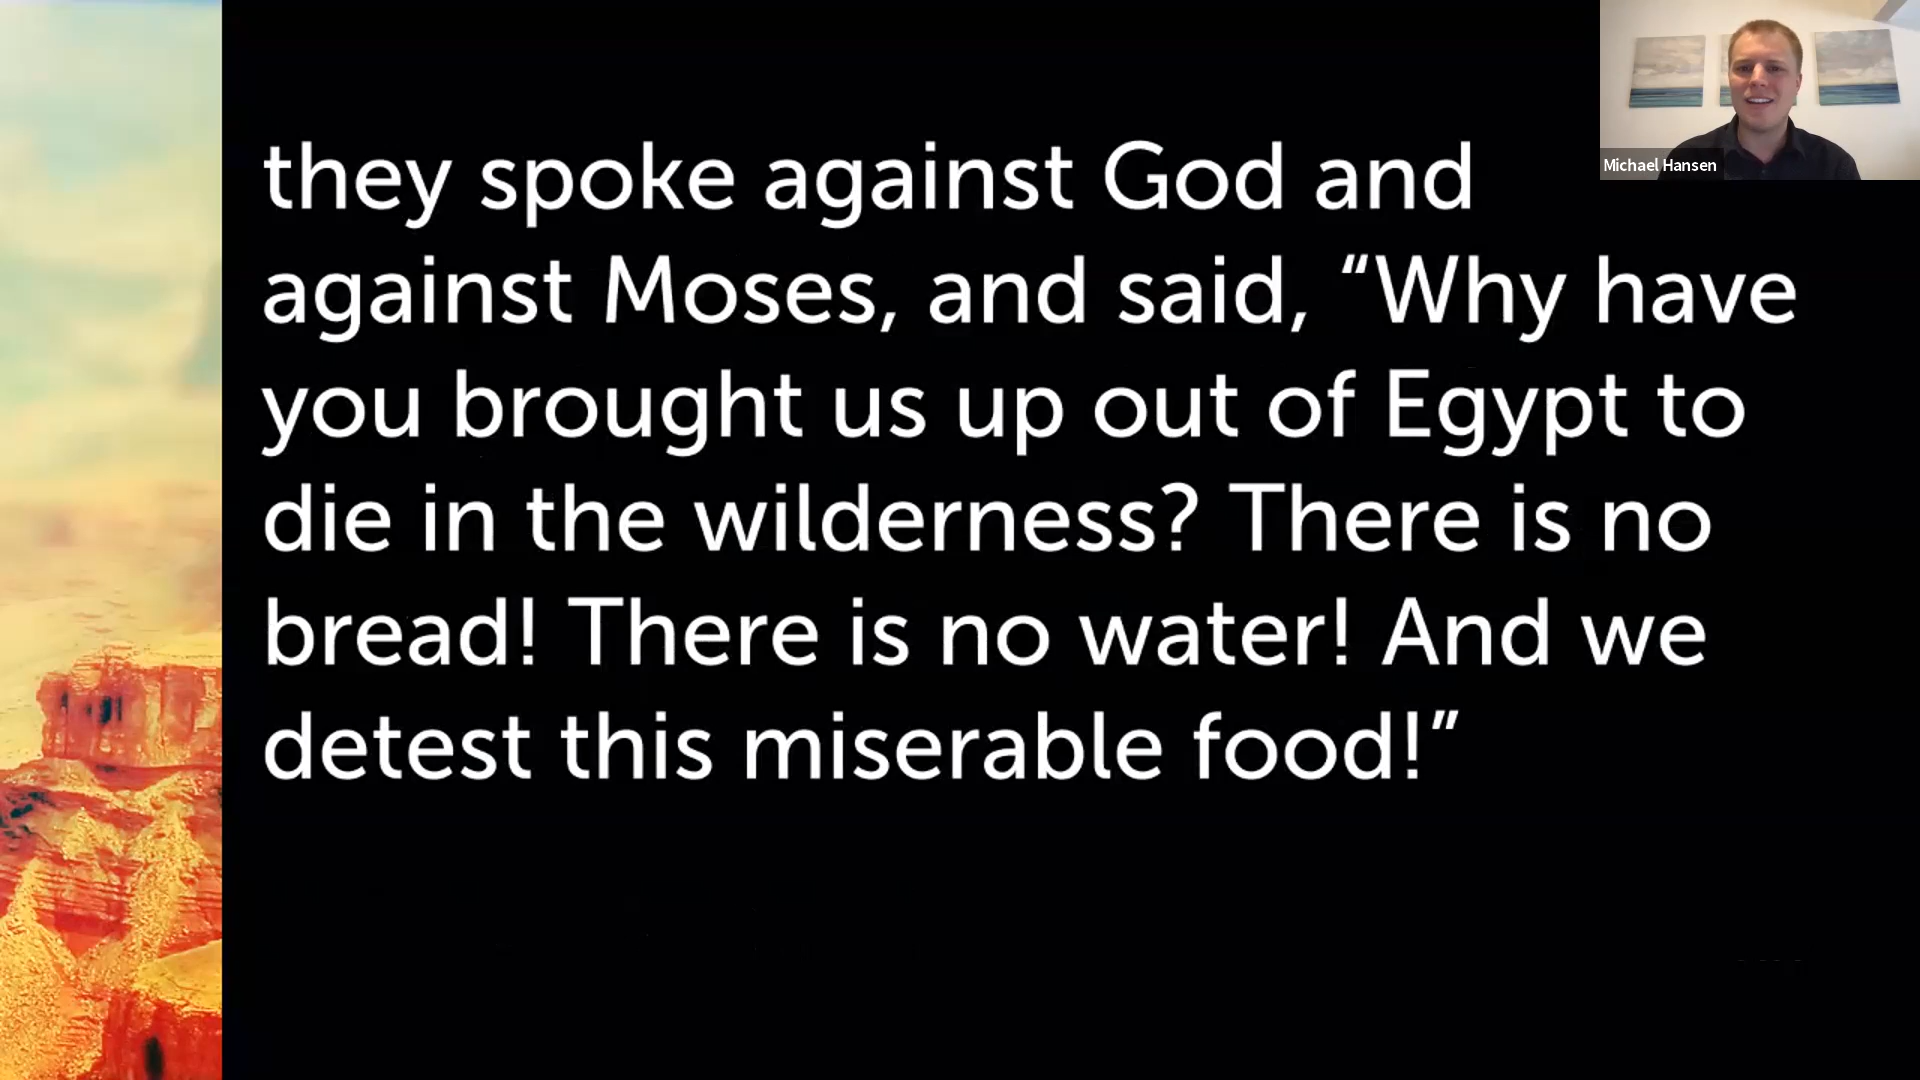 they spoke against God and
against Moses, and said, “Why have
you brought us up out of Egypt to
die in the wilderness? There is no
bread! There is no water! And we
detest this miserable food!”
Michael Hansen